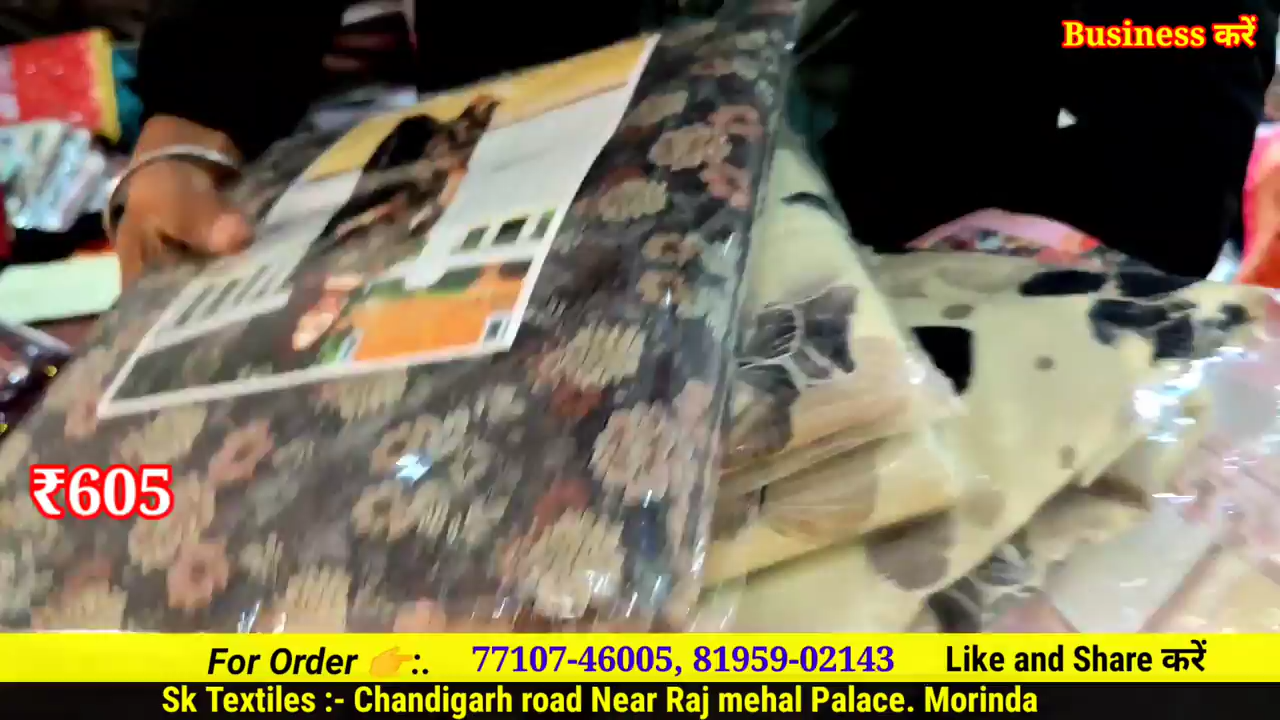 Business करें
₹605
For Order 👉:. 77107-46005, 81959-02143 Like and Share करें
Sk Textiles :- Chandigarh road Near Raj mehal Palace. Morinda